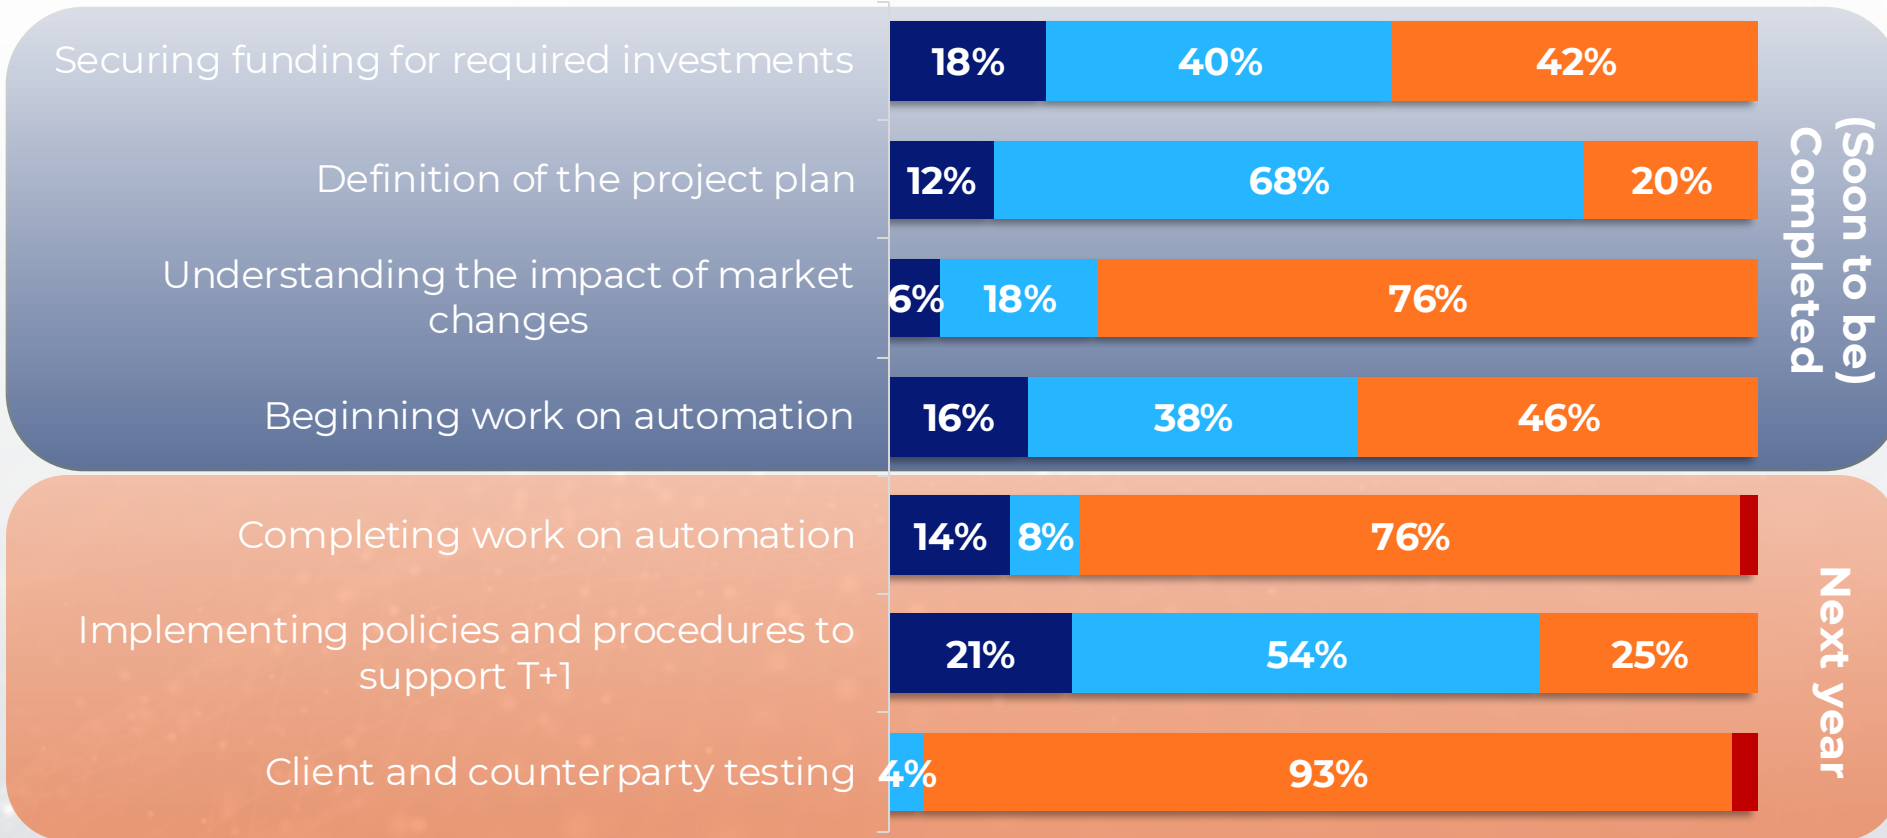 Securing funding for required investments
18% 40% 42%
Definition of the project plan
12% 68% 20%
Understanding the impact of market
changes
6% 18% 76%
Beginning work on automation
16% 38% 46%
(Soon to be)
Completed
Completing work on automation
14% 8% 76%
Implementing policies and procedures to
support T+1
21% 54% 25%
Client and counterparty testing
4% 93%
Next year